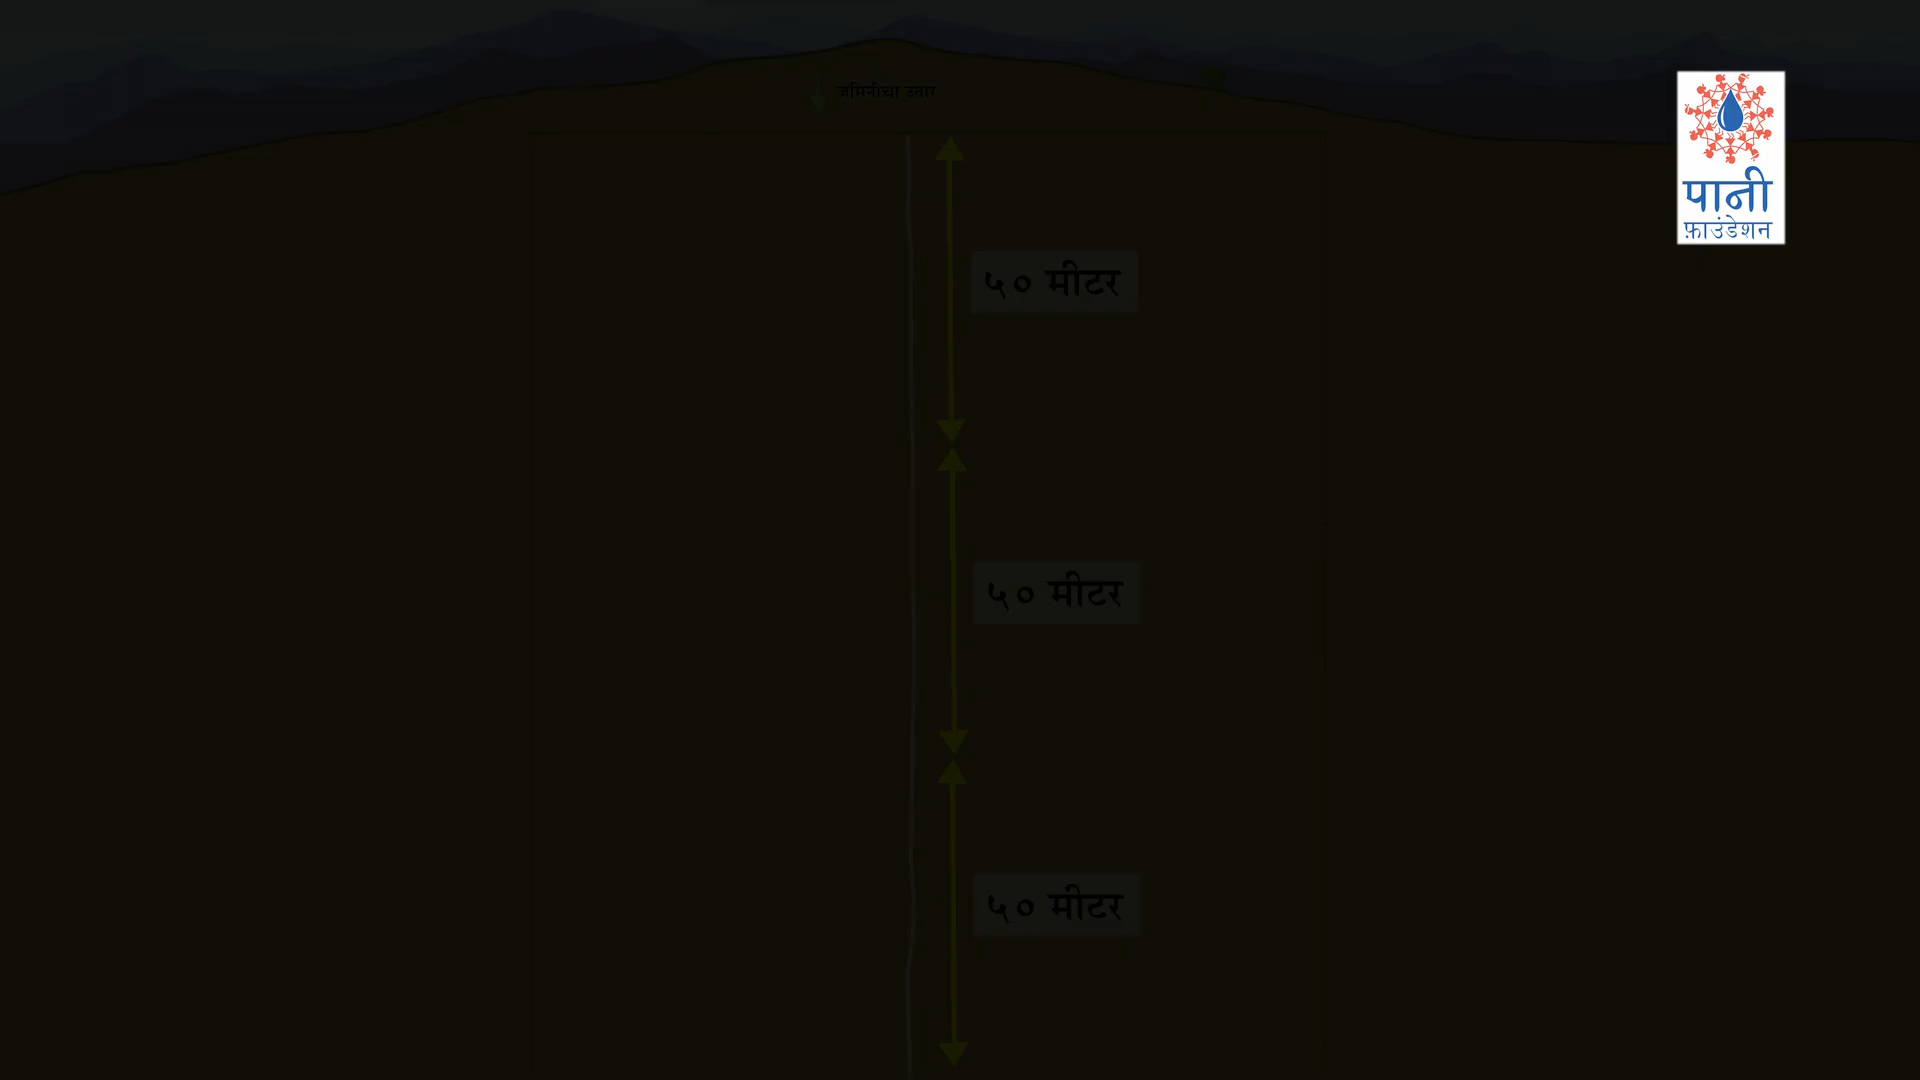 जमिनीचा उतार
५० मीटर
५० मीटर
५० मीटर
पानी
फ़ाउंडेशन